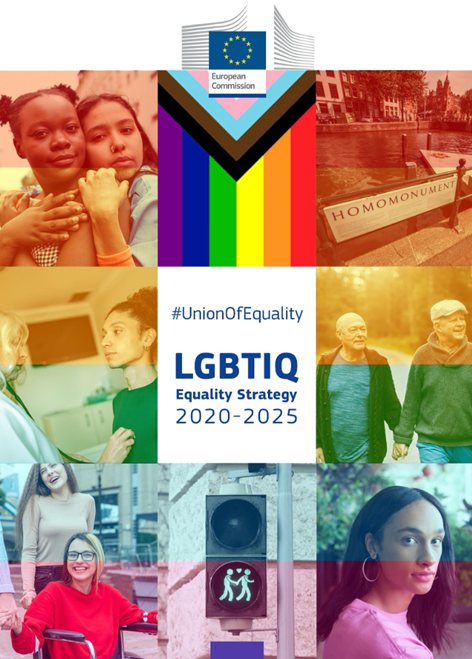 European
Commission
HOMOMONUMENT
#UnionOfEquality
LGBTIQ
Equality Strategy
2020-2025